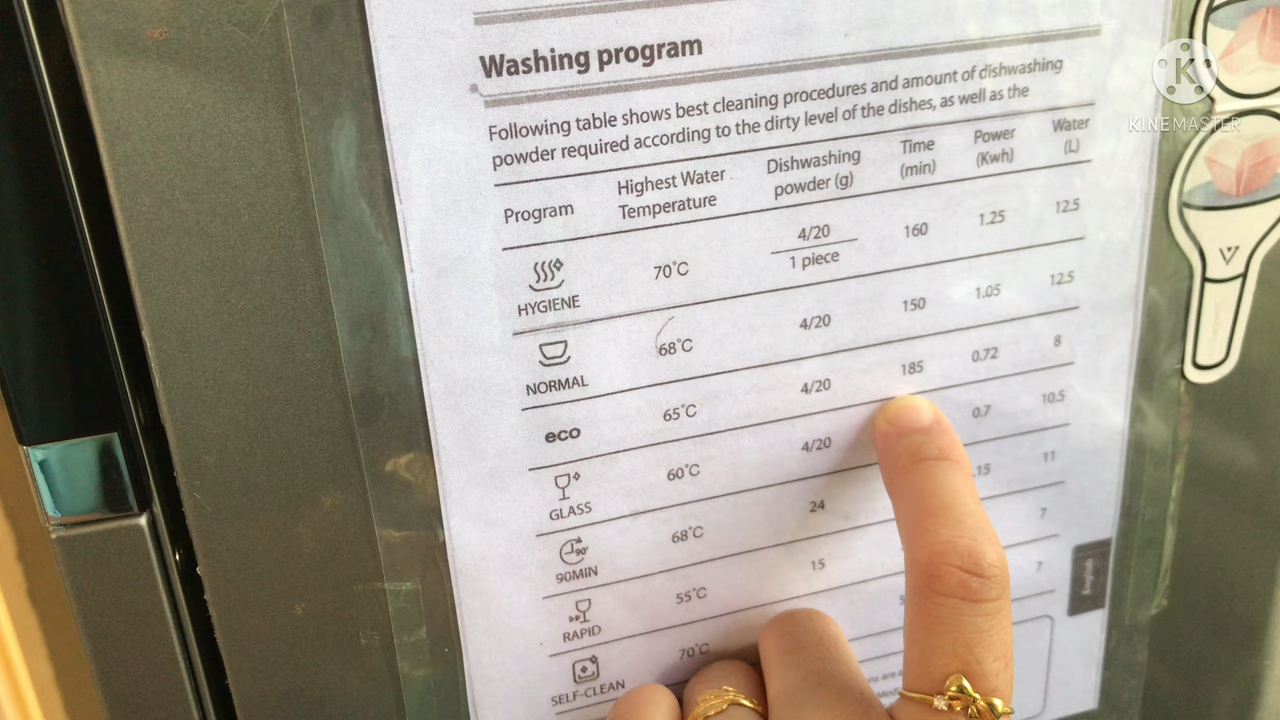 Washing program
Following table shows best cleaning procedures and amount of dishwashing
powder required according to the dirty level of the dishes, as well as the
Program Highest Water Temperature Dishwashing powder (g) Time (min) Power (Kwh) Water (L)
HYGIENE 70°C 4/20 1 piece 160 1.25 12.5
NORMAL 68°C 4/20 150 1.05 12.5
eco 65°C 4/20 185 0.72 8
GLASS 60°C 4/20 0.7 10.5
90' 90MIN 68°C 24 .15 11
RAPID 55°C 15 7
SELF-CLEAN 70°C 7
English
K
KINEMASTER